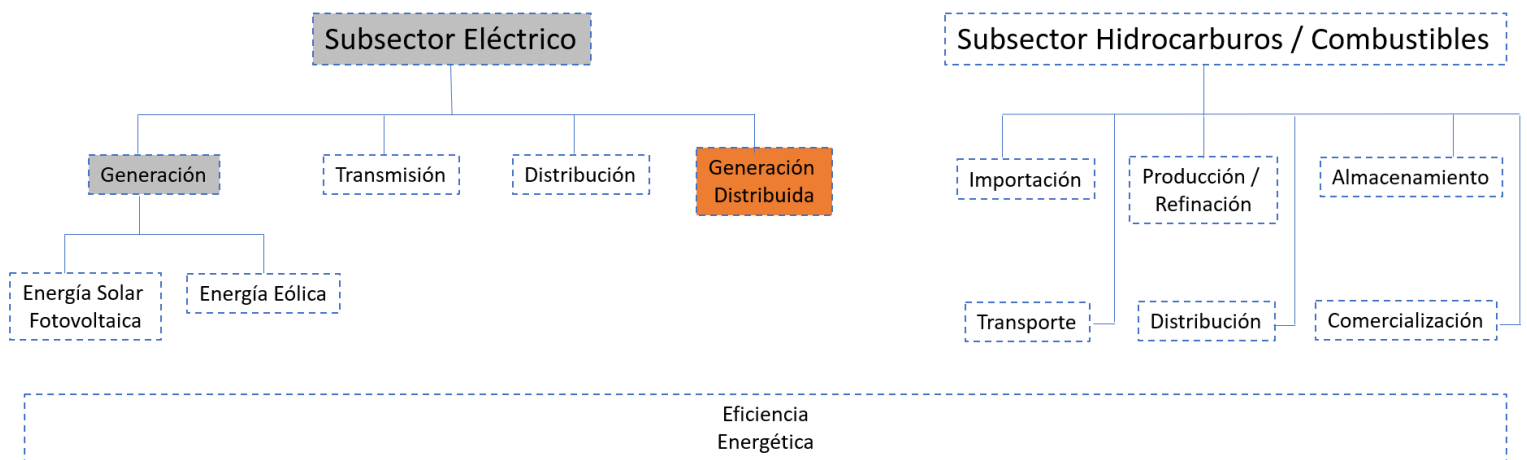 Subsector Eléctrico
Subsector Hidrocarburos / Combustibles
Generación
Transmisión
Distribución
Generación
Distribuida
Importación
Producción /
Refinación
Almacenamiento
Energía Solar
Fotovoltaica
Energía Eólica
Transporte
Distribución
Comercialización
Eficiencia
Energética